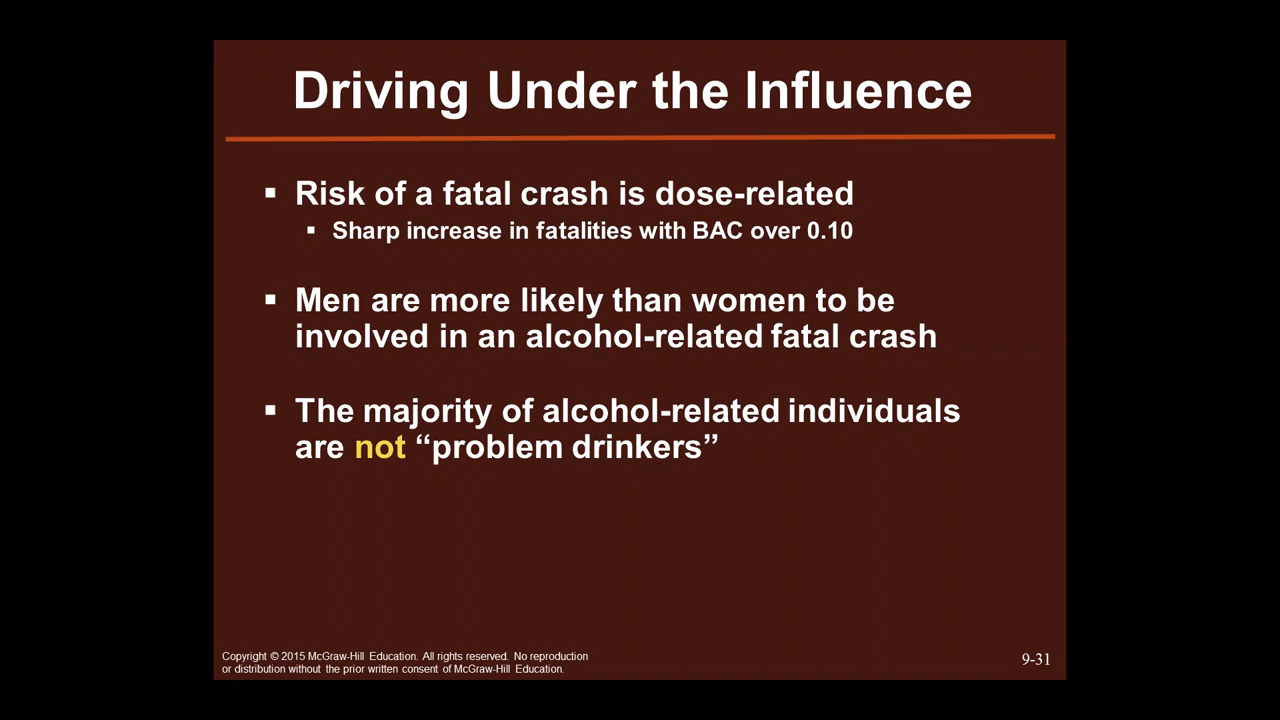 Driving Under the Influence
▪ Risk of a fatal crash is dose-related
▪ Sharp increase in fatalities with BAC over 0.10
▪ Men are more likely than women to be
involved in an alcohol-related fatal crash
▪ The majority of alcohol-related individuals
are not “problem drinkers”
Copyright © 2015 McGraw-Hill Education. All rights reserved. No reproduction
or distribution without the prior written consent of McGraw-Hill Education.
9-31